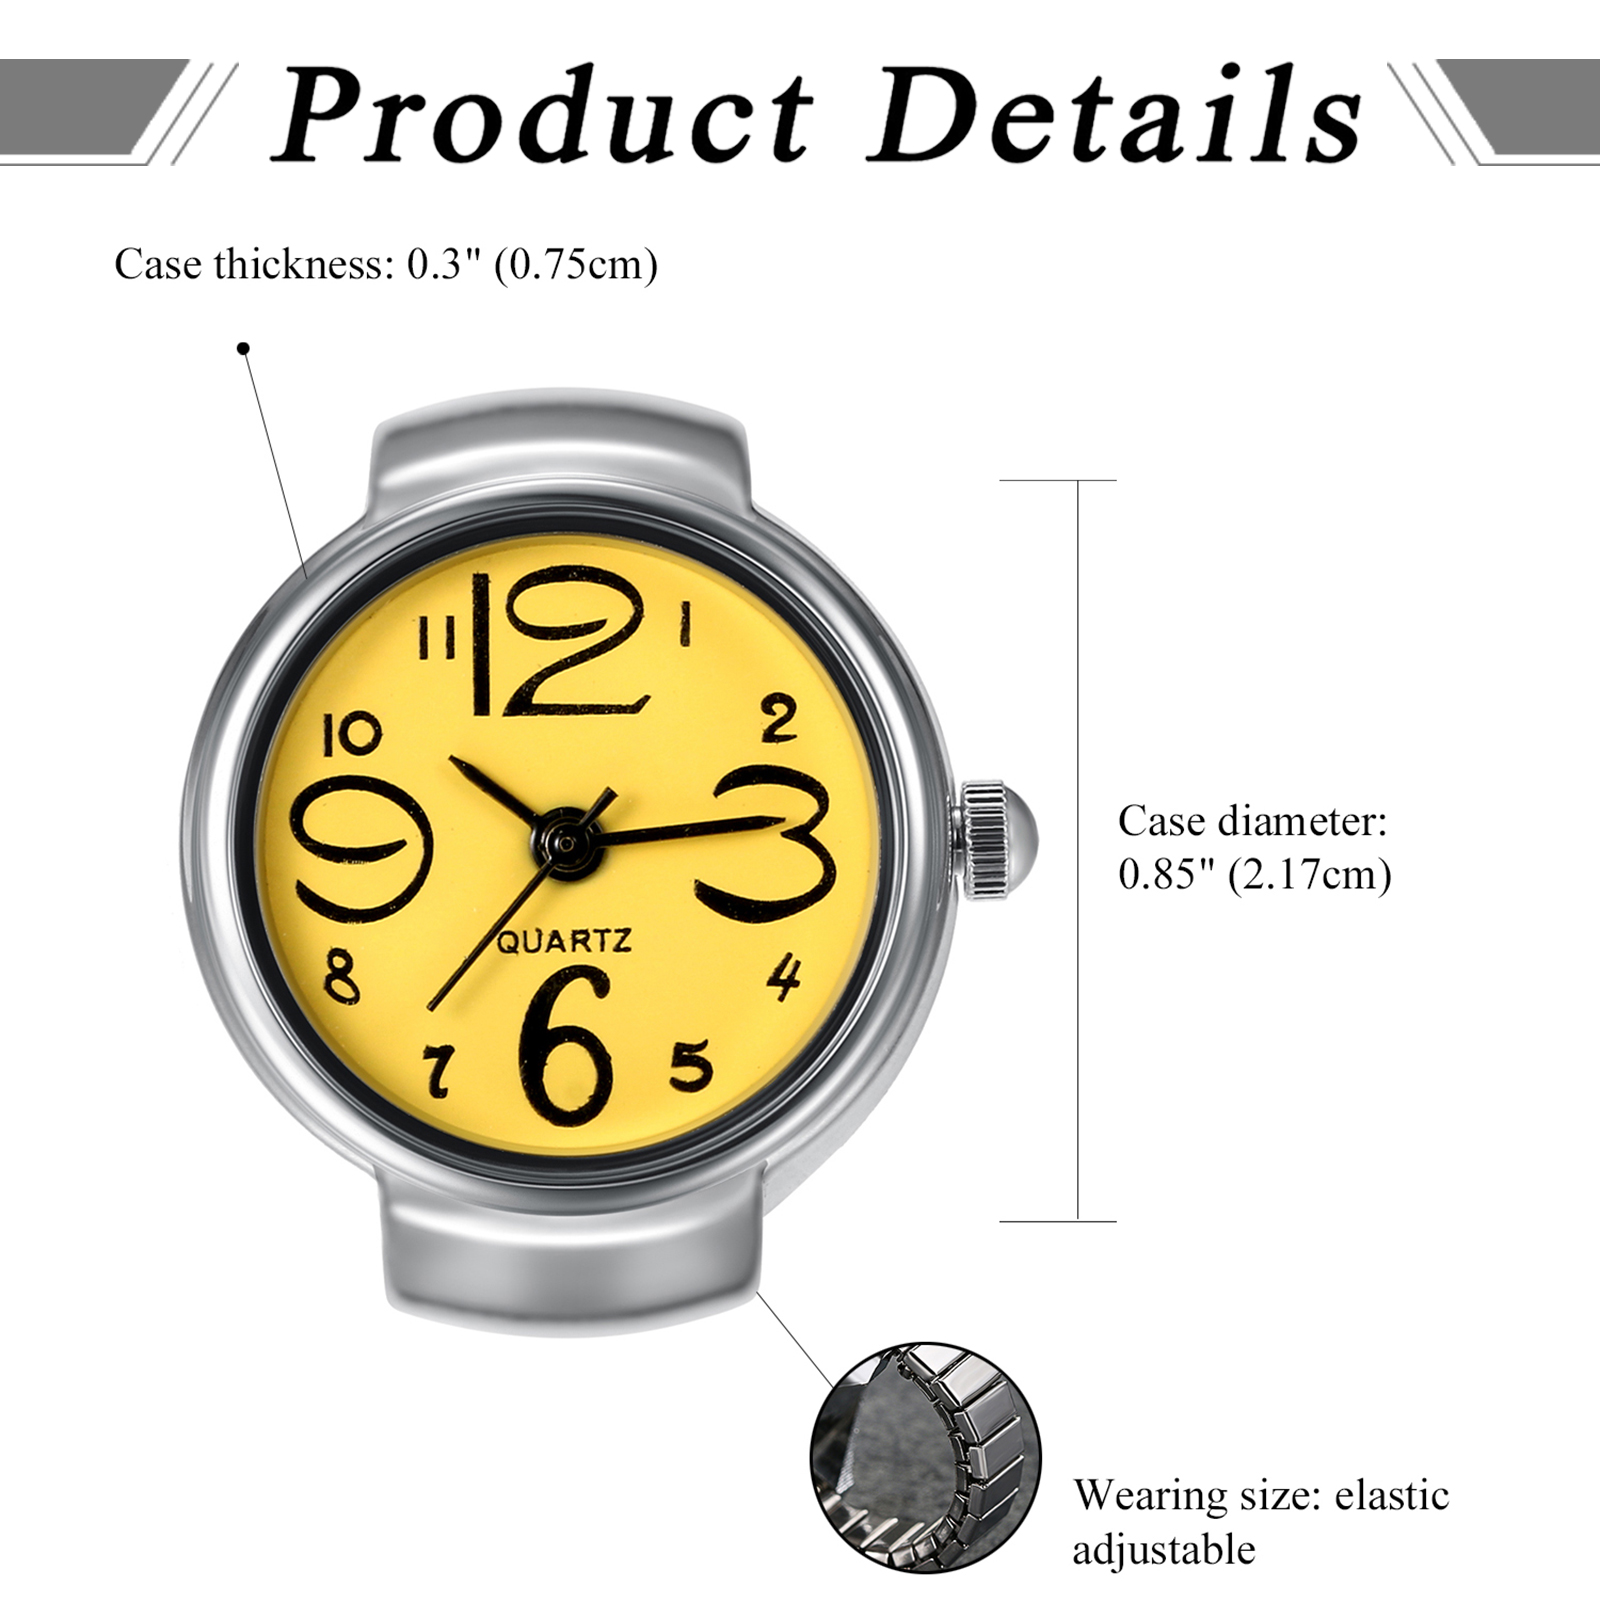 Product Details
Case thickness: 0.3" (0.75cm)
12
11
1
10
2
9
3
Case diameter:
0.85" (2.17cm)
QUARTZ
8
4
6
7
5
Wearing size: elastic
adjustable